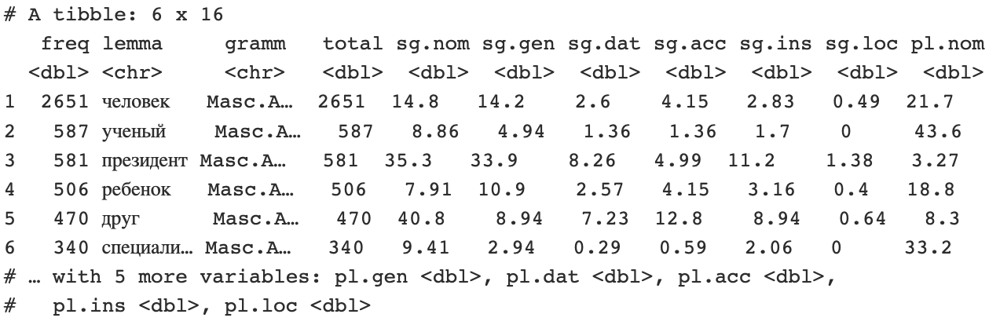 # A tibble: 6 x 16
freq lemma gramm total sg.nom sg.gen sg.dat sg.acc sg.ins sg.loc pl.nom
<dbl> <chr> <chr> <dbl> <dbl> <dbl> <dbl> <dbl> <dbl> <dbl> <dbl>
1 2651 человек Masc.A… 2651 14.8 14.2 2.6 4.15 2.83 0.49 21.7
2 587 ученый Masc.A… 587 8.86 4.94 1.36 1.36 1.7 0 43.6
3 581 президент Masc.A… 581 35.3 33.9 8.26 4.99 11.2 1.38 3.27
4 506 ребенок Masc.A… 506 7.91 10.9 2.57 4.15 3.16 0.4 18.8
5 470 друг Masc.A… 470 40.8 8.94 7.23 12.8 8.94 0.64 8.3
6 340 специали… Masc.A… 340 9.41 2.94 0.29 0.59 2.06 0 33.2
# … with 5 more variables: pl.gen <dbl>, pl.dat <dbl>, pl.acc <dbl>,
# pl.ins <dbl>, pl.loc <dbl>